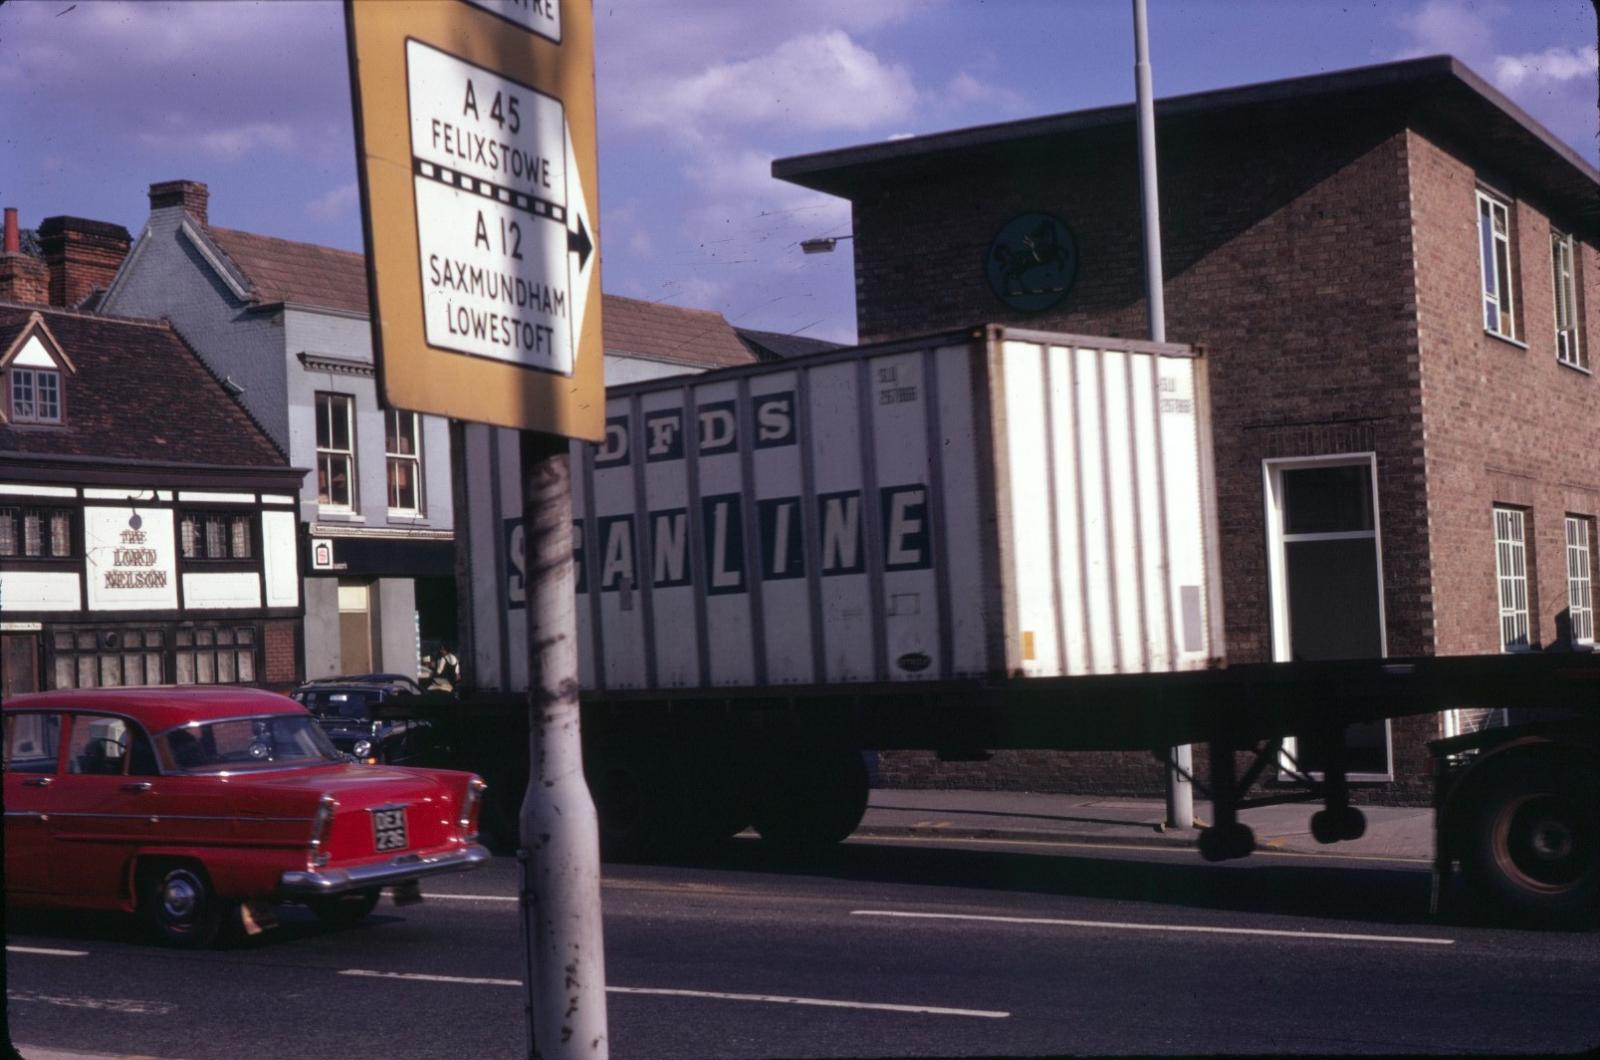 A 45
FELIXSTOWE
A 12
SAXMUNDHAM
LOWESTOFT
DFDS
SCANLINE
THE
LORD
NELSON
DEX
236